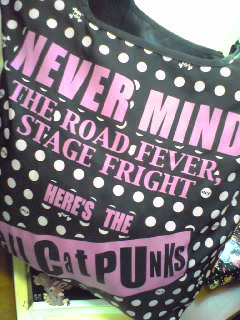 NEVER MIND
THE ROAD FEVER,
STAGE FRIGHT
HERE'S THE
CatPUNKS